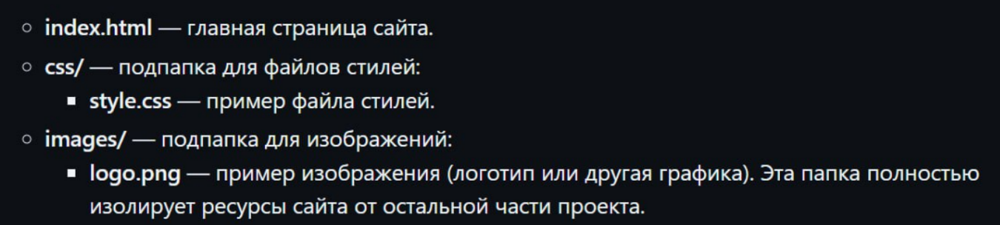 index.html — главная страница сайта.
css/ — подпапка для файлов стилей:
style.css — пример файла стилей.
images/ — подпапка для изображений:
logo.png — пример изображения (логотип или другая графика). Эта папка полностью
изолирует ресурсы сайта от остальной части проекта.